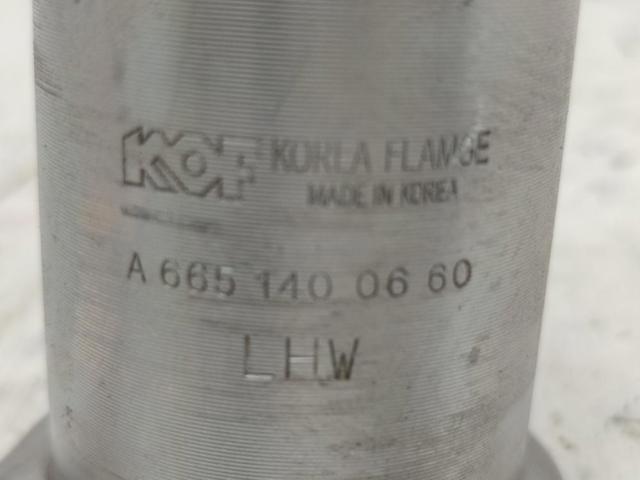 KOF KOREA FLANGE
MADE IN KOREA
A 665 140 06 60
LHW